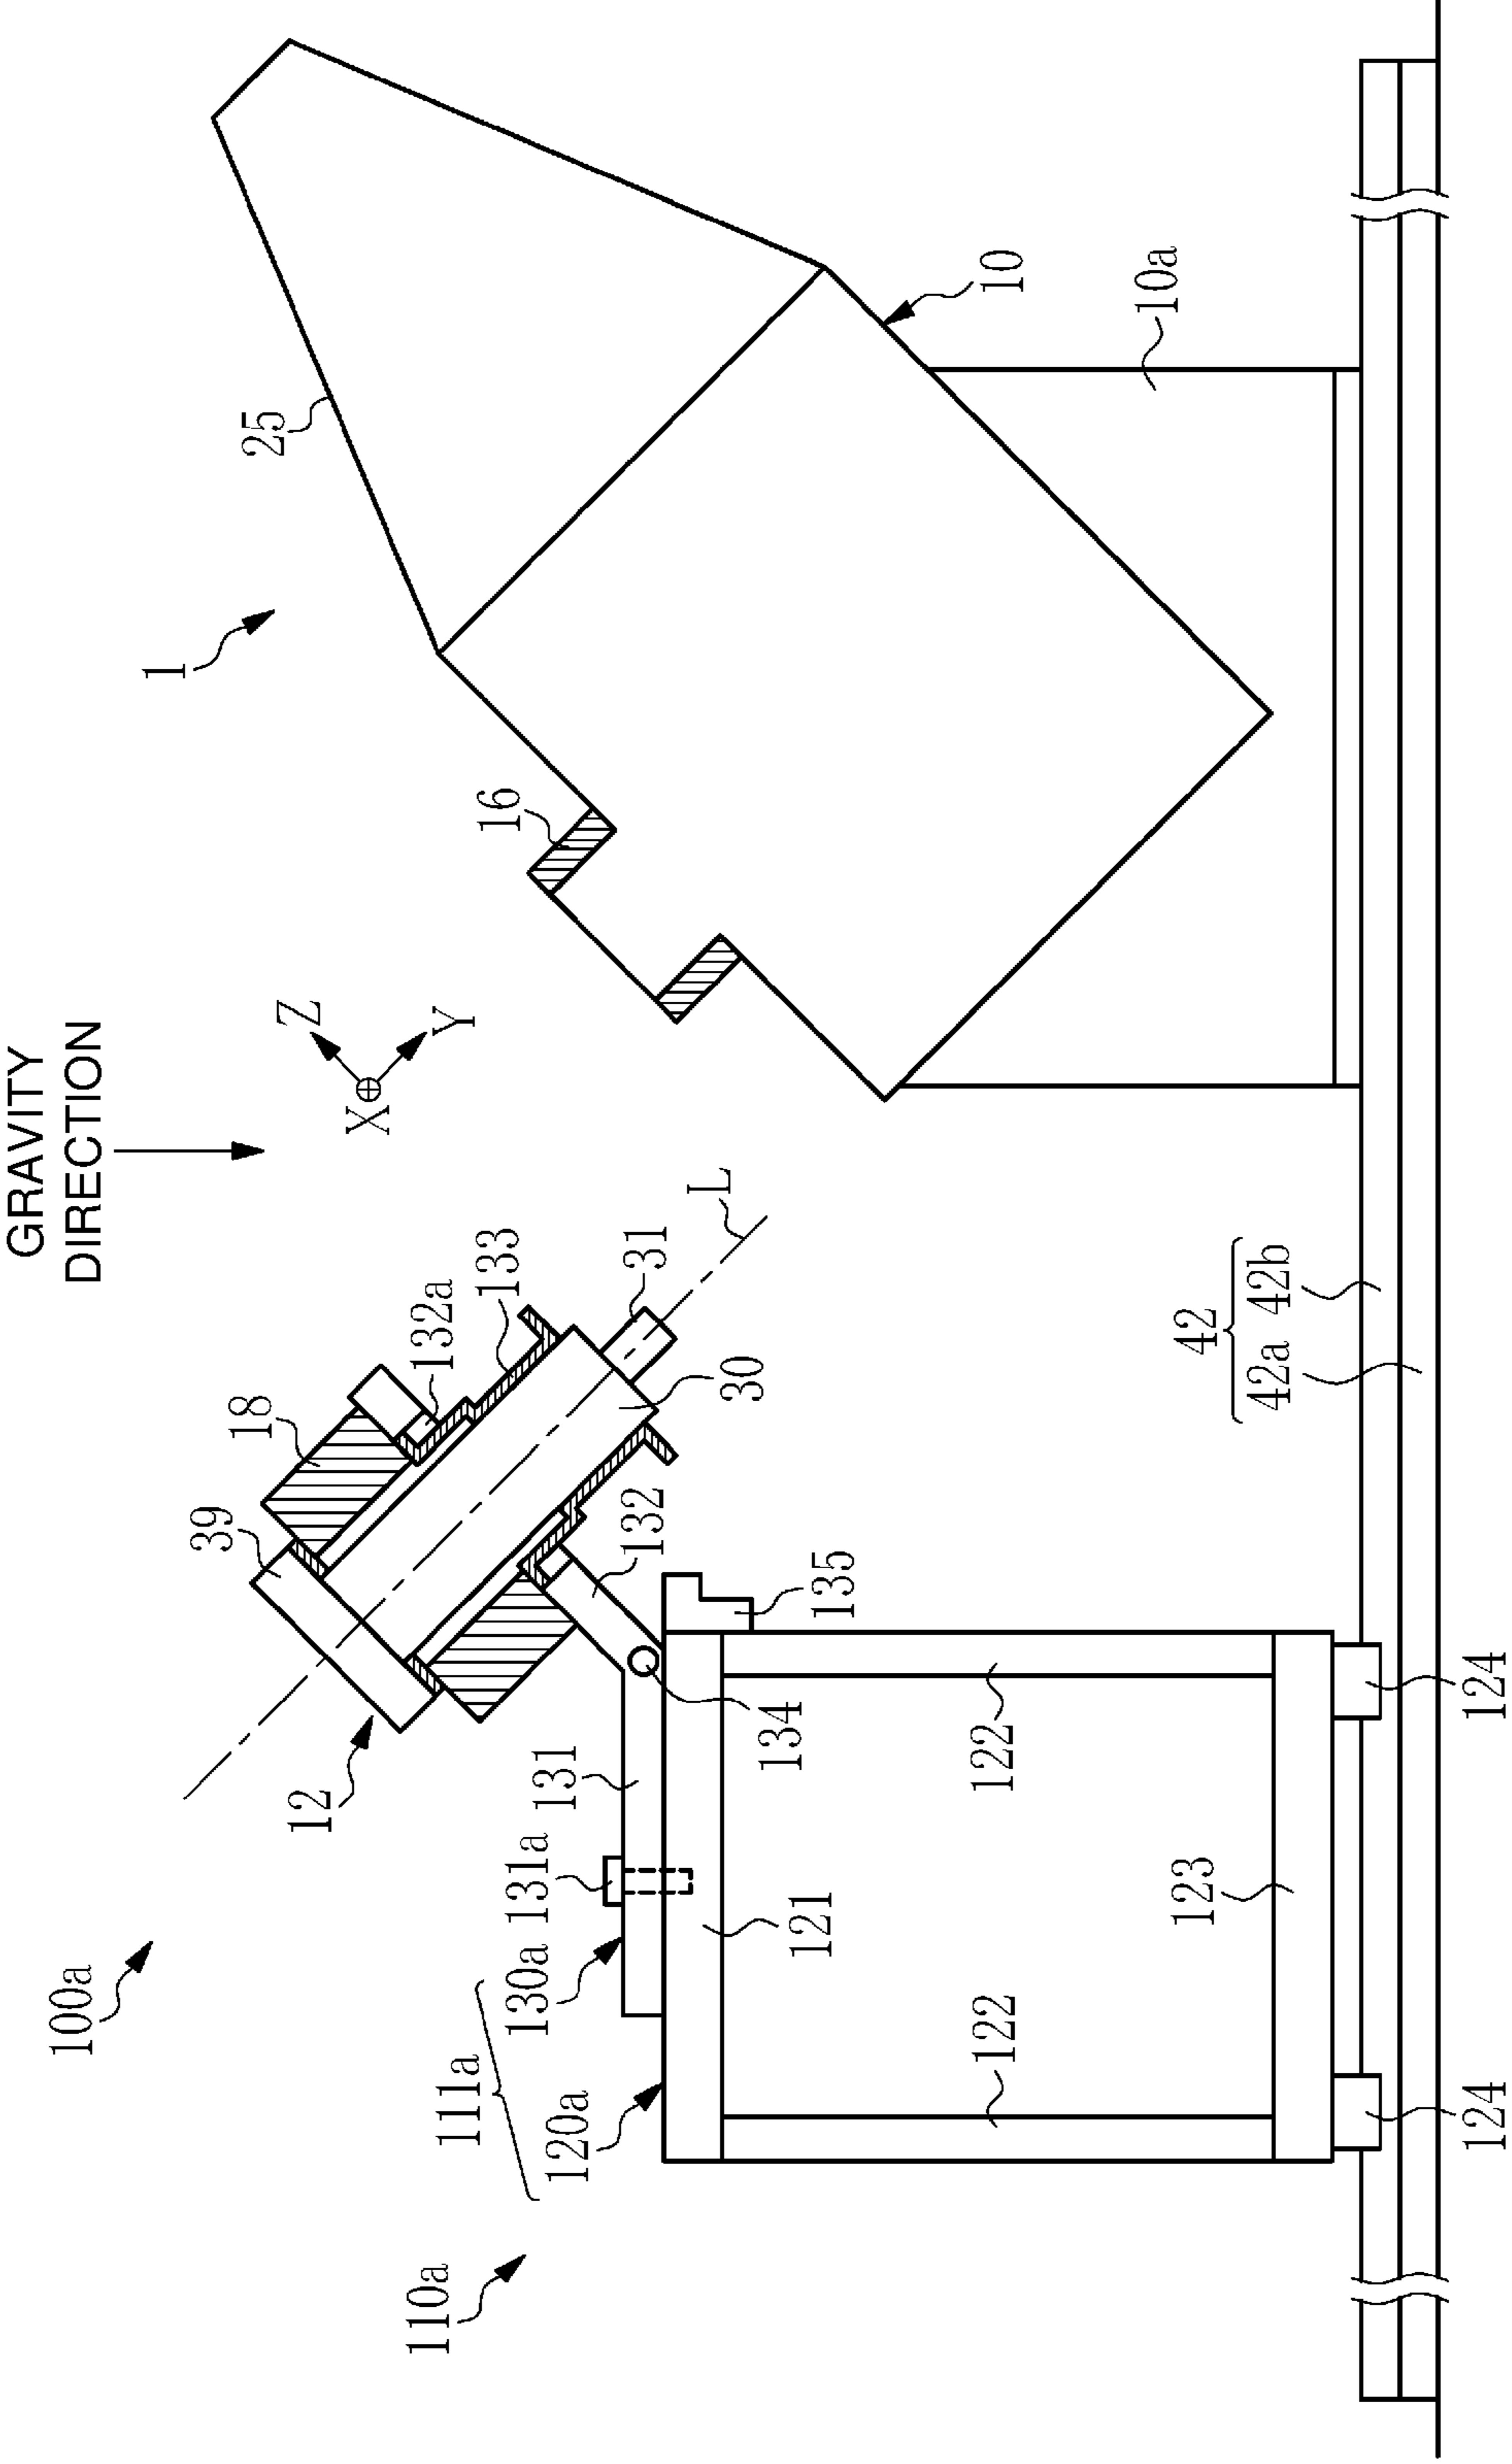 GRAVITY
DIRECTION
100a
1
110a
111a
120a
130a
131a
131
12
39
18
132a
133
31
L
30
132
134
135
X
Y
Z
16
25
10
10a
121
122
122
123
124
124
42
42a
42b